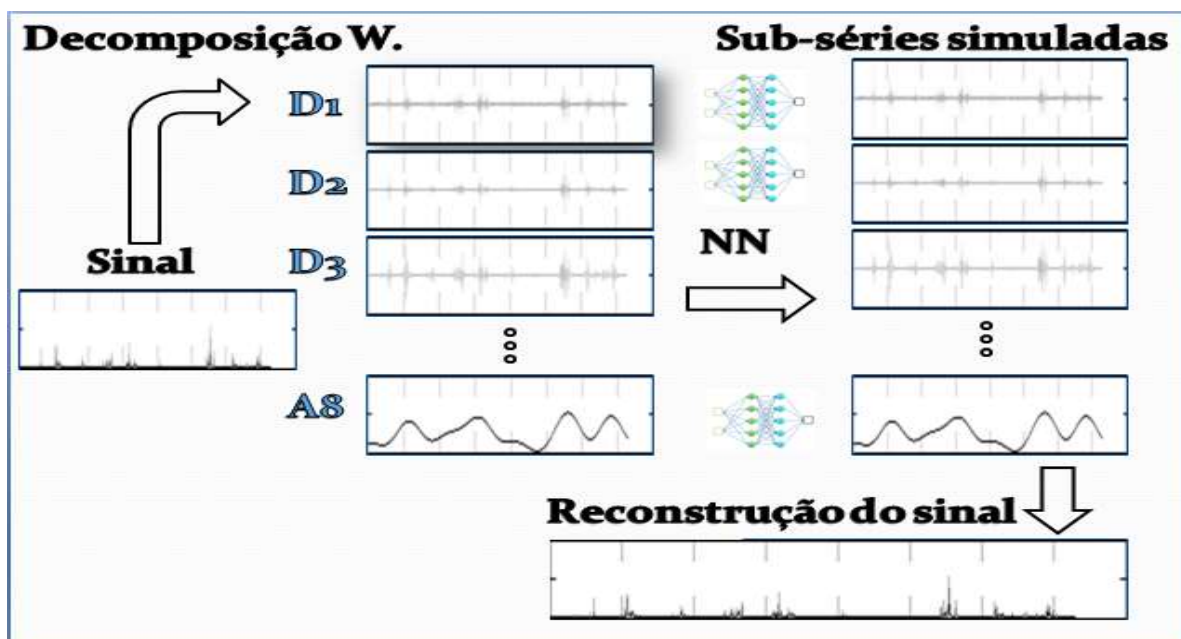 Decomposição W.
Sub-séries simuladas
D1
D2
D3
NN
Sinal
A8
Reconstrução do sinal